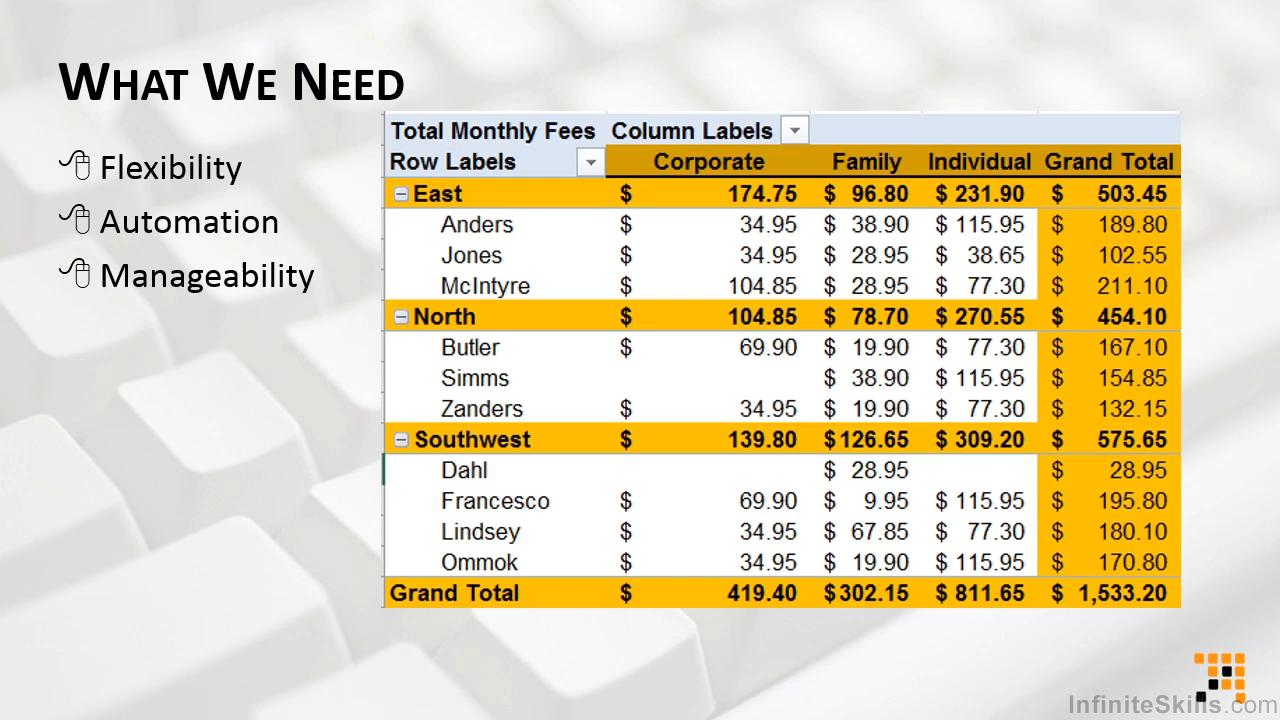 WHAT WE NEED
Flexibility
Automation
Manageability
Total Monthly Fees Column Labels
Row Labels Corporate Family Individual Grand Total
East $ 174.75 $ 96.80 $ 231.90 $ 503.45
Anders $ 34.95 $ 38.90 $ 115.95 $ 189.80
Jones $ 34.95 $ 28.95 $ 38.65 $ 102.55
McIntyre $ 104.85 $ 28.95 $ 77.30 $ 211.10
North $ 104.85 $ 78.70 $ 270.55 $ 454.10
Butler $ 69.90 $ 19.90 $ 77.30 $ 167.10
Simms $ 38.90 $ 115.95 $ 154.85
Zanders $ 34.95 $ 19.90 $ 77.30 $ 132.15
Southwest $ 139.80 $126.65 $ 309.20 $ 575.65
Dahl $ 28.95 $ 28.95
Francesco $ 69.90 $ 9.95 $ 115.95 $ 195.80
Lindsey $ 34.95 $ 67.85 $ 77.30 $ 180.10
Ommok $ 34.95 $ 19.90 $ 115.95 $ 170.80
Grand Total $ 419.40 $302.15 $ 811.65 $ 1,533.20
InfiniteSkills.com